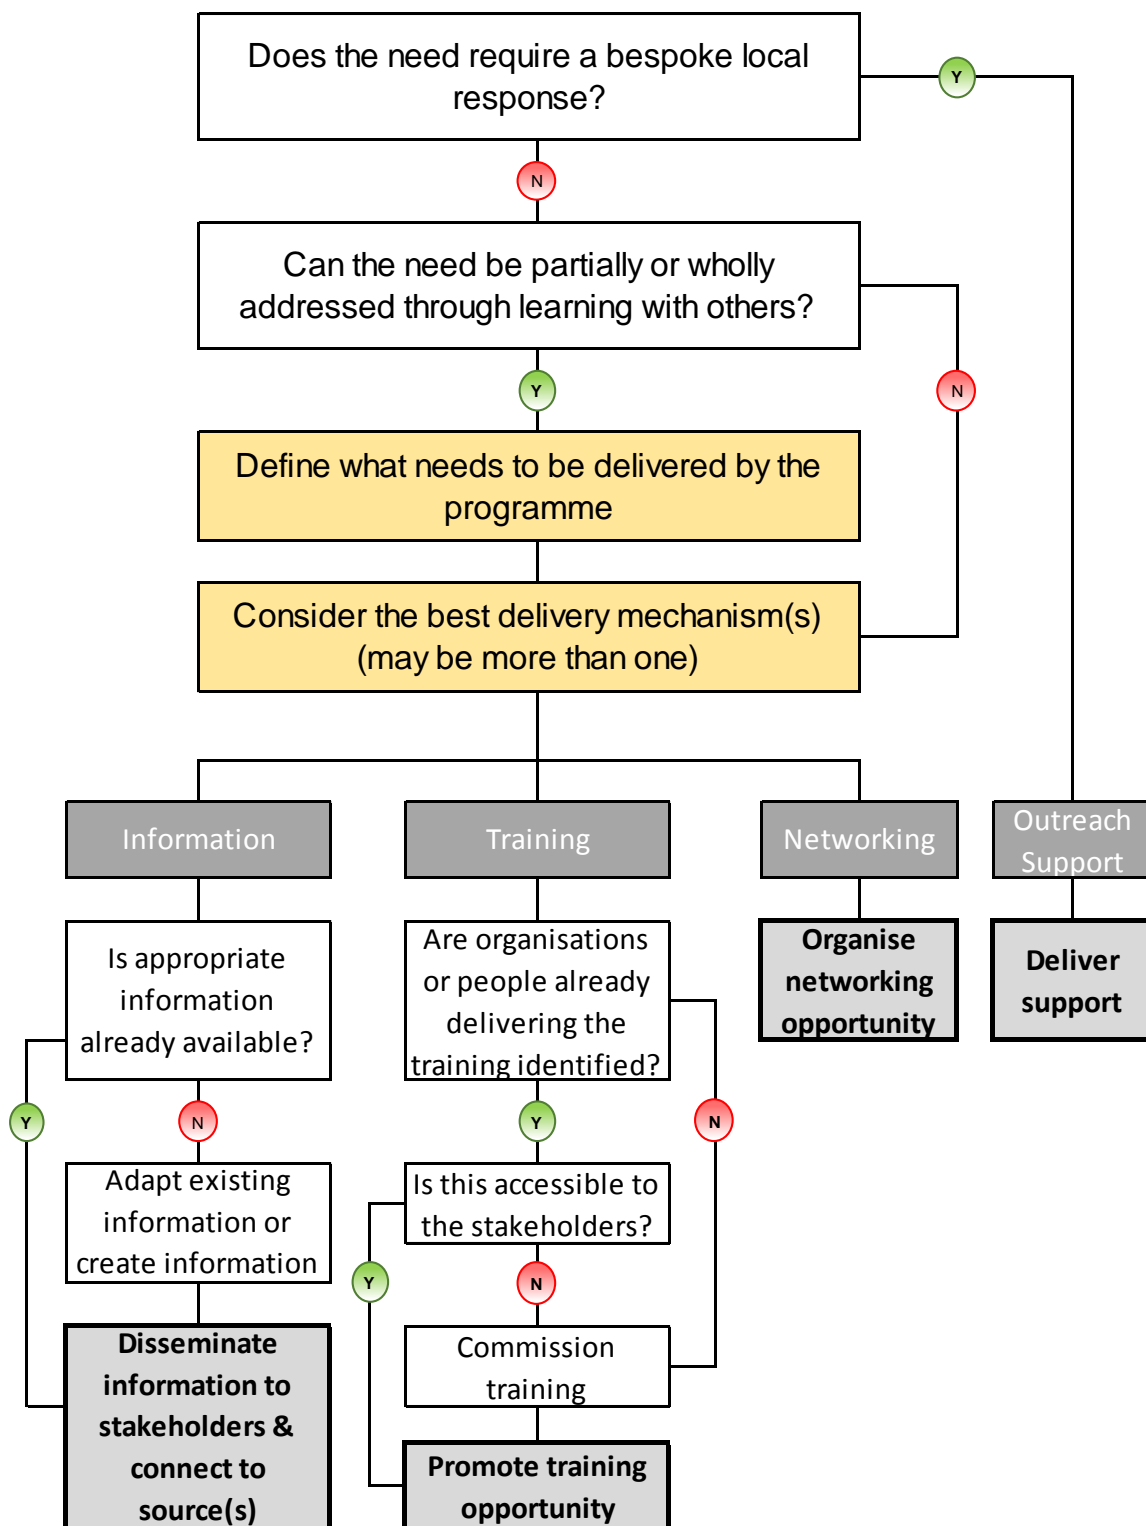 Does the need require a bespoke local
response?
Y
N
Can the need be partially or wholly
addressed through learning with others?
Y
N
Define what needs to be delivered by the
programme
Consider the best delivery mechanism(s)
(may be more than one)
Information
Training
Networking
Outreach
Support
Is appropriate
information
already available?
Are organisations
or people already
delivering the
training identified?
Organise
networking
opportunity
Deliver
support
Y
N
Y
N
Adapt existing
information or
create information
Is this accessible to
the stakeholders?
Y
N
Disseminate
information to
stakeholders &
connect to
source(s)
Commission
training
Promote training
opportunity